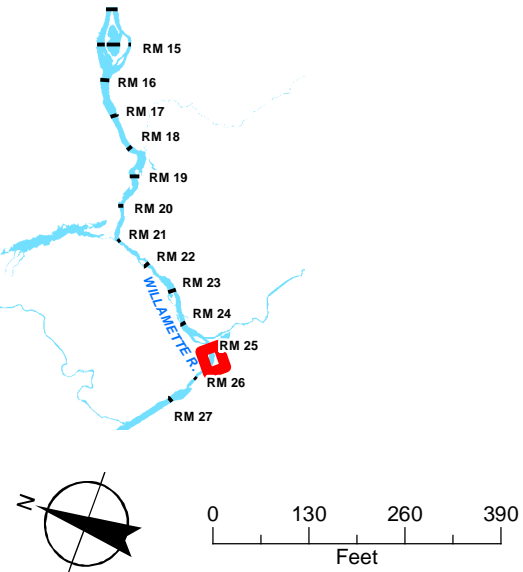 RM 15
RM 16
RM 17
RM 18
RM 19
RM 20
RM 21
RM 22
RM 23
WILLAMETTE R.
RM 24
RM 25
RM 26
RM 27
N
0 130 260 390
Feet